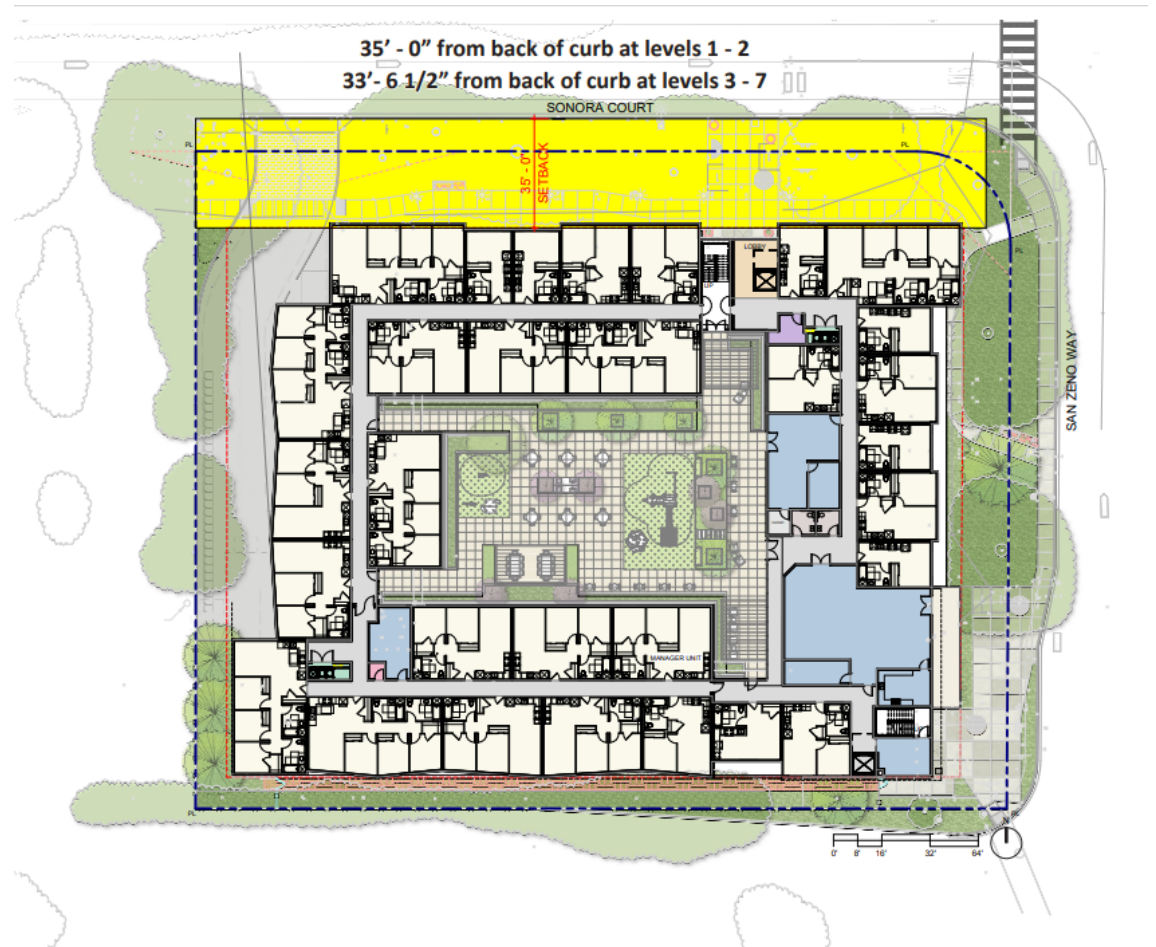 35' - 0" from back of curb at levels 1 - 2
33'- 6 1/2" from back of curb at levels 3 - 7
SONORA COURT
PL
PL
35' - 0"
SETBACK
LOBBY
UP
PL
SAN ZENO WAY
MANAGER UNIT
PL
PL
N
0'
8'
16'
32'
64'